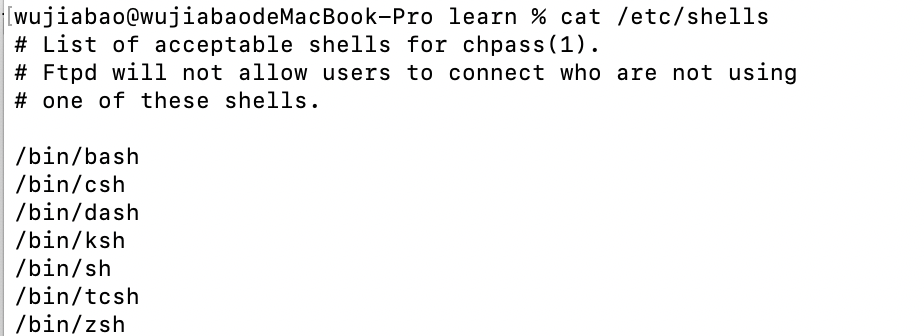 [wujiabao@wujiabaodeMacBook-Pro learn % cat /etc/shells
# List of acceptable shells for chpass(1).
# Ftpd will not allow users to connect who are not using
# one of these shells.
/bin/bash
/bin/csh
/bin/dash
/bin/ksh
/bin/sh
/bin/tcsh
/bin/zsh